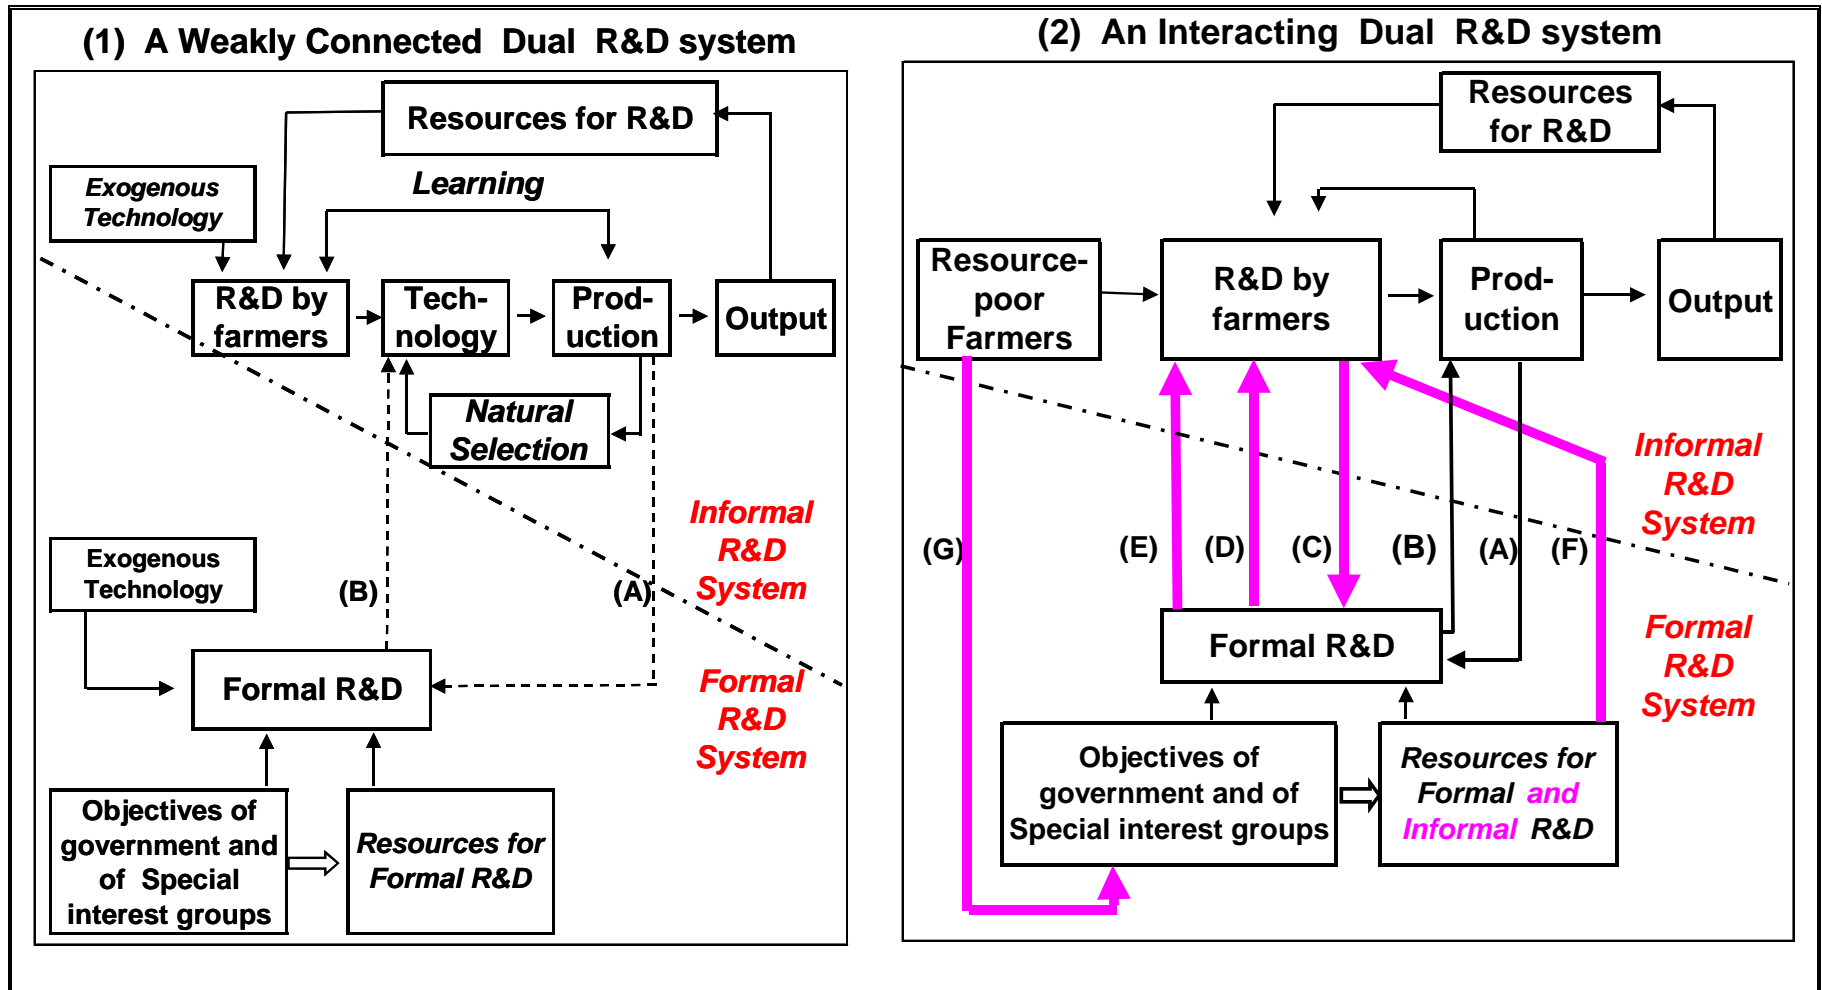 (1) A Weakly Connected Dual R&D system
Resources for R&D
Learning
Exogenous
Technology
R&D by
farmers
Tech-
nology
Prod-
uction
Output
Natural
Selection
Informal
R&D
System
Exogenous
Technology
(B)
(A)
Formal R&D
Formal
R&D
System
Objectives of
government and
of Special
interest groups
Resources for
Formal R&D
(2) An Interacting Dual R&D system
Resources
for R&D
Resource-
poor
Farmers
R&D by
farmers
Prod-
uction
Output
Informal
R&D
System
(G)
(E)
(D)
(C)
(B)
(A)
(F)
Formal R&D
Formal
R&D
System
Objectives of
government and of
Special interest groups
Resources for
Formal and
Informal R&D